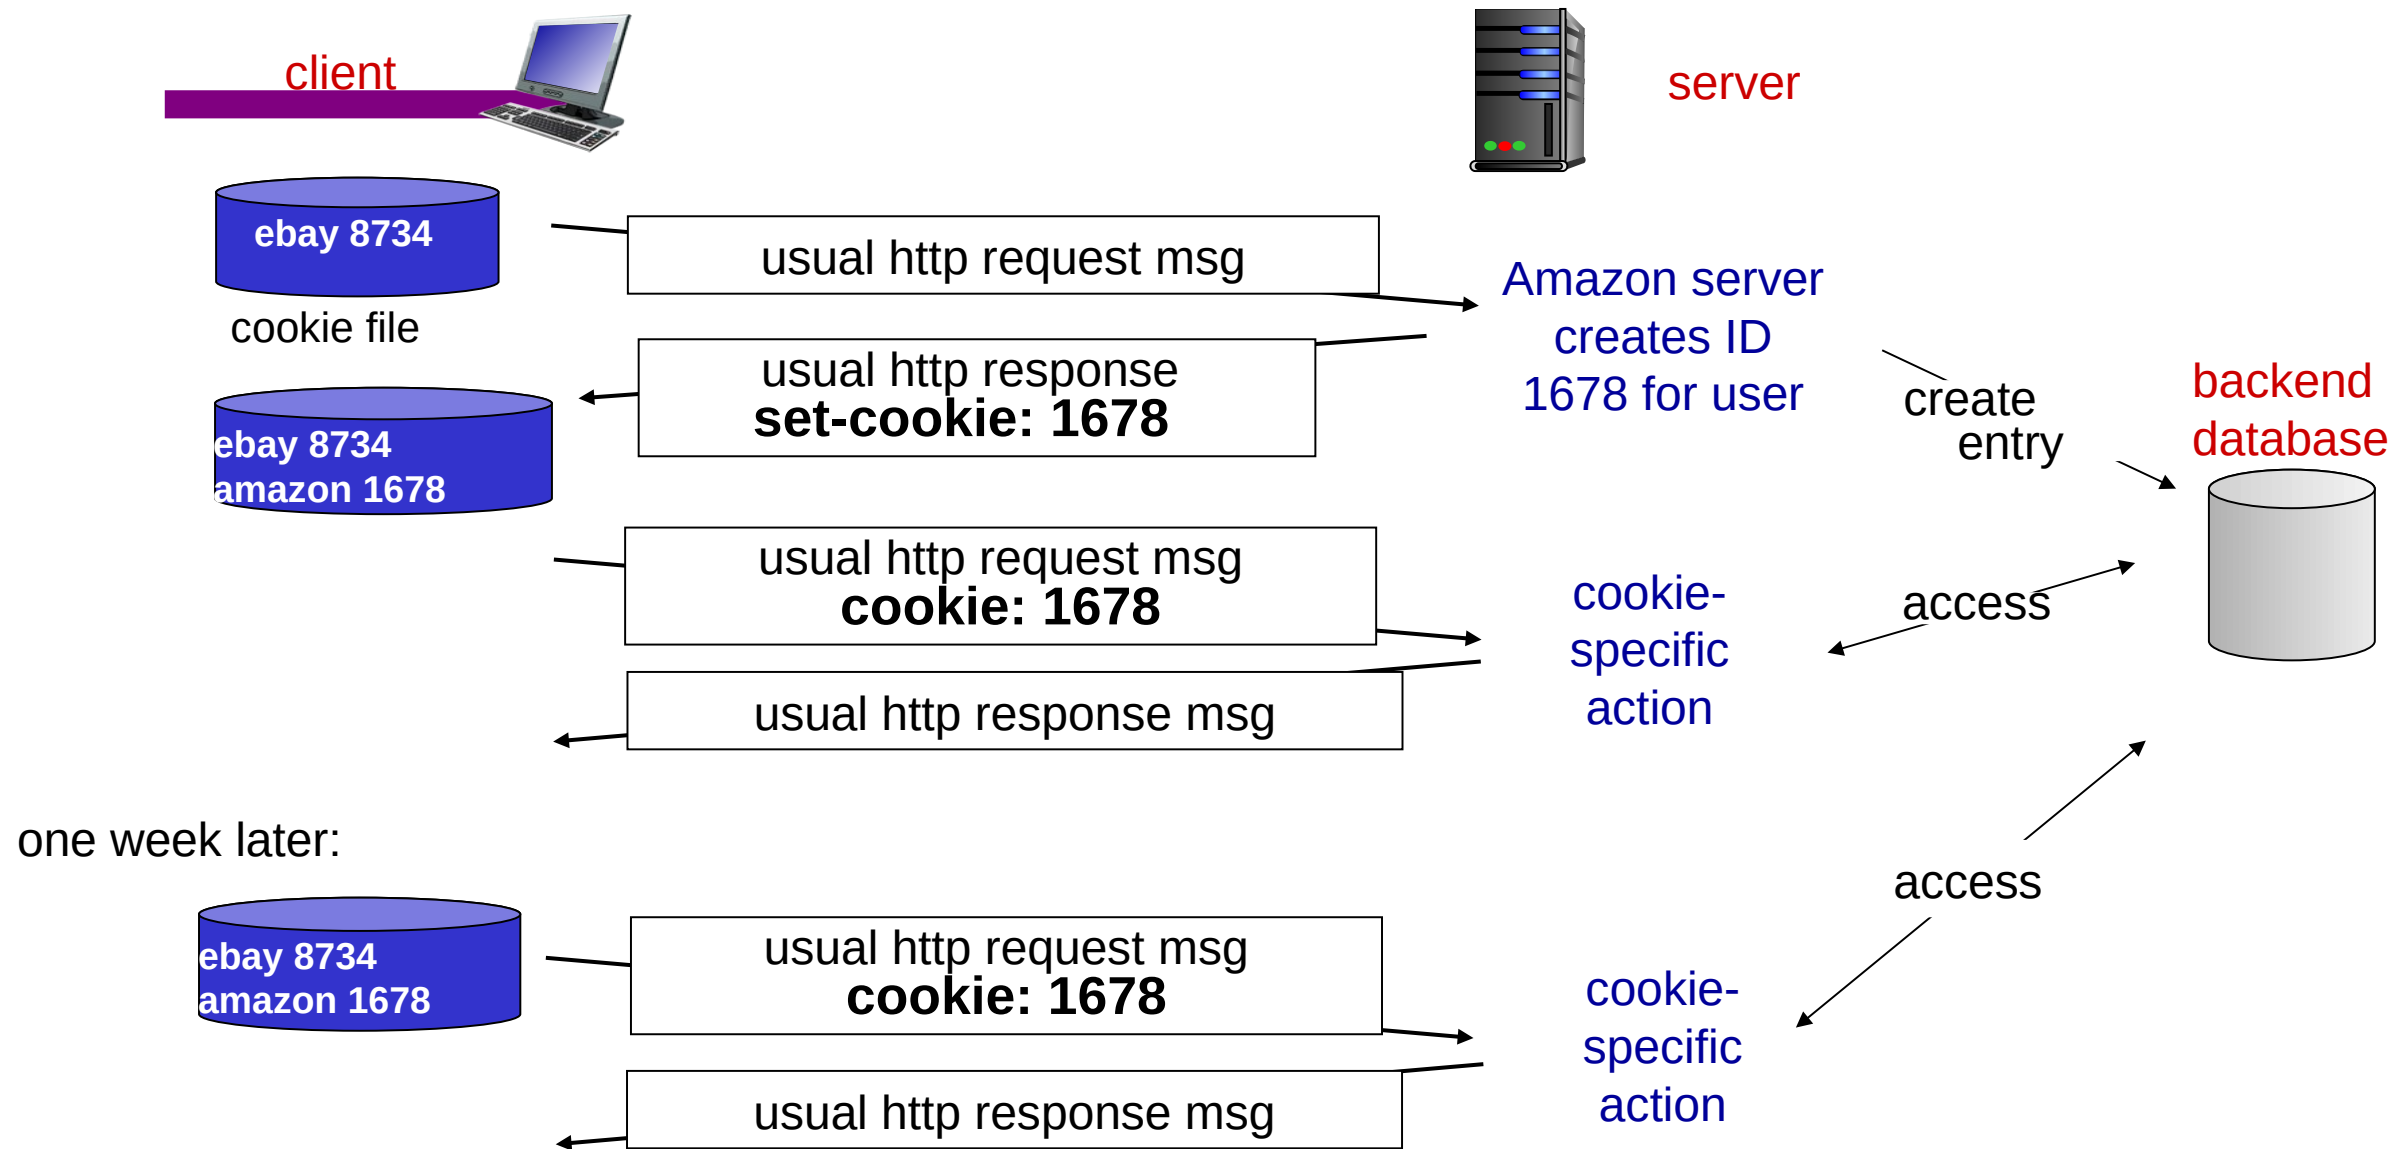 client
server
ebay 8734
usual http request msg
cookie file
Amazon server
creates ID
1678 for user
usual http response
set-cookie: 1678
create
entry
backend
database
ebay 8734
amazon 1678
usual http request msg
cookie: 1678
cookie-
specific
action
access
usual http response msg
one week later:
access
ebay 8734
amazon 1678
usual http request msg
cookie: 1678
cookie-
specific
action
usual http response msg